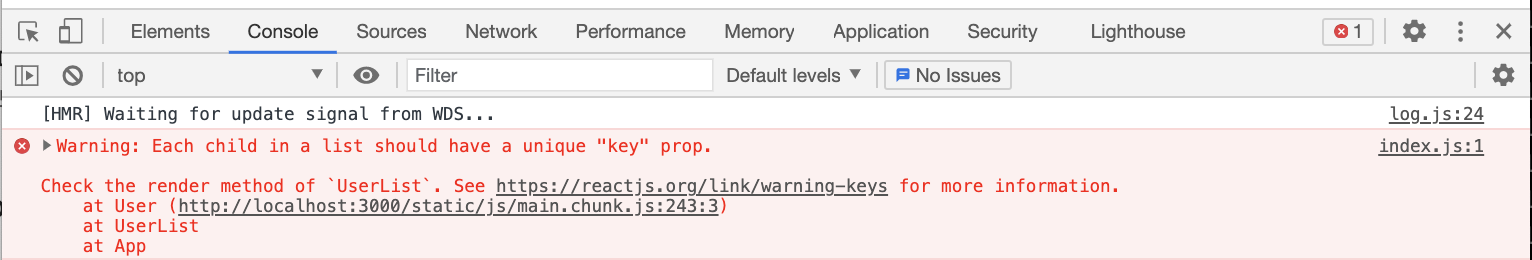 Elements Console Sources Network Performance Memory Application Security Lighthouse 1
top Filter Default levels No Issues
[HMR] Waiting for update signal from WDS... log.js:24
Warning: Each child in a list should have a unique "key" prop. index.js:1
Check the render method of `UserList`. See https://reactjs.org/link/warning-keys for more information.
at User (http://localhost:3000/static/js/main.chunk.js:243:3)
at UserList
at App